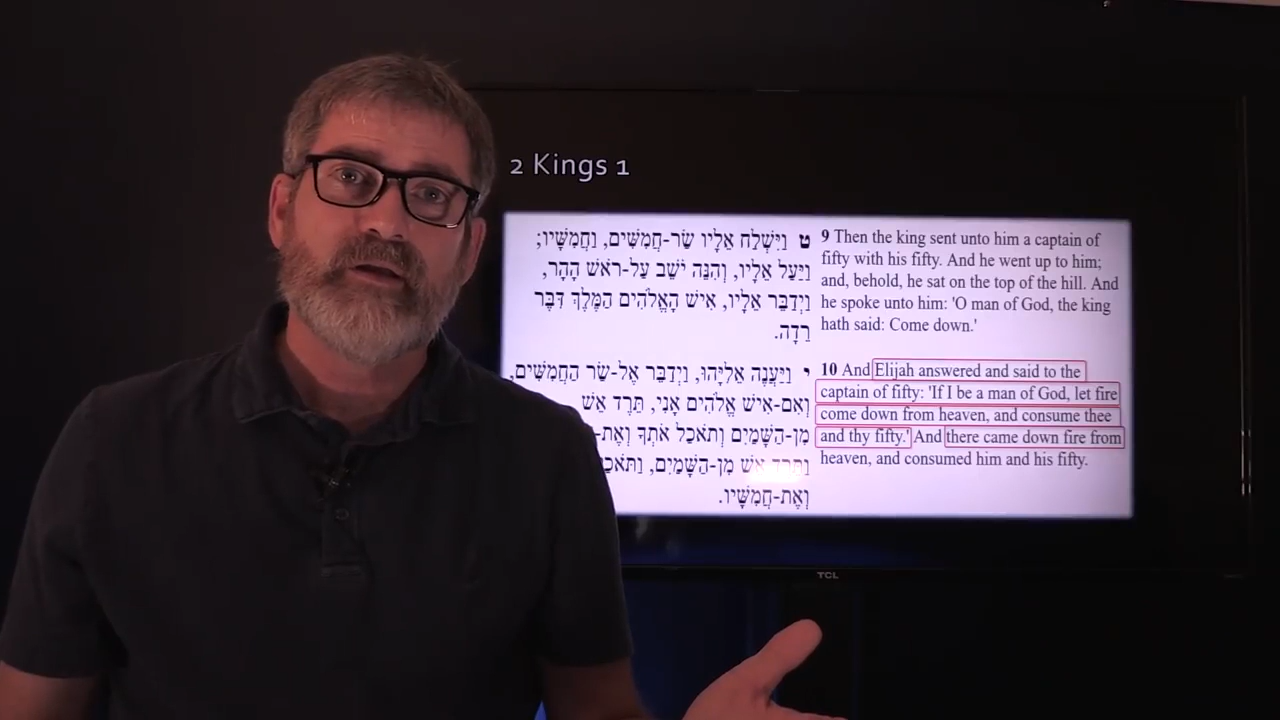 2 Kings 1
ט וַיִּשְׁלַח אֵלָיו שַׂר-חֲמִשִּׁים, וַחֲמִשָּׁיו;
וַיַּעַל אֵלָיו, וְהִנֵּה יֹשֵׁב עַל-רֹאשׁ הָהָר,
וַיְדַבֵּר אֵלָיו, אִישׁ הָאֱלֹהִים הַמֶּלֶךְ דִּבֶּר
רֵדָה.
י וַיַּעֲנֶה אֵלִיָּהוּ, וַיְדַבֵּר אֶל-שַׂר הַחֲמִשִּׁים,
וְאִם-אִישׁ אֱלֹהִים אָנִי, תֵּרֶד אֵשׁ
מִן-הַשָּׁמַיִם וְתֹאכַל אֹתְךָ וְאֶת-
וַתֵּרֶד אֵשׁ מִן-הַשָּׁמַיִם,
וְאֶת-חֲמִשָּׁיו.
9 Then the king sent unto him a captain of
fifty with his fifty. And he went up to him;
and, behold, he sat on the top of the hill. And
he spoke unto him: 'O man of God, the king
hath said: Come down.'
10 And Elijah answered and said to the
captain of fifty: 'If I be a man of God, let fire
come down from heaven, and consume thee
and thy fifty.' And there came down fire from
heaven, and consumed him and his fifty.
TCL